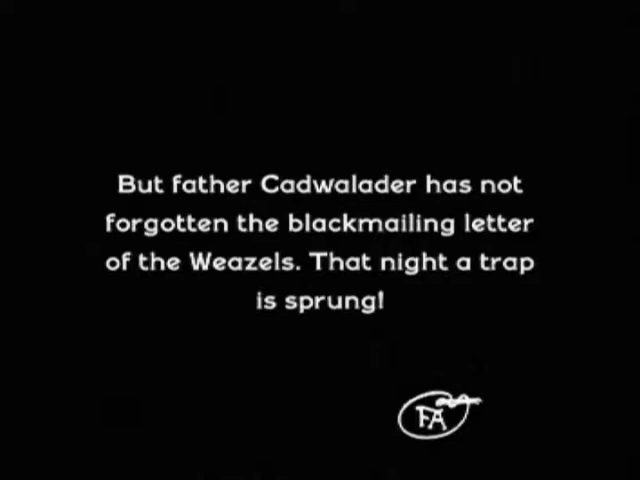 But father Cadwalader has not
forgotten the blackmailing letter
of the Weazels. That night a trap
is sprung!
FA